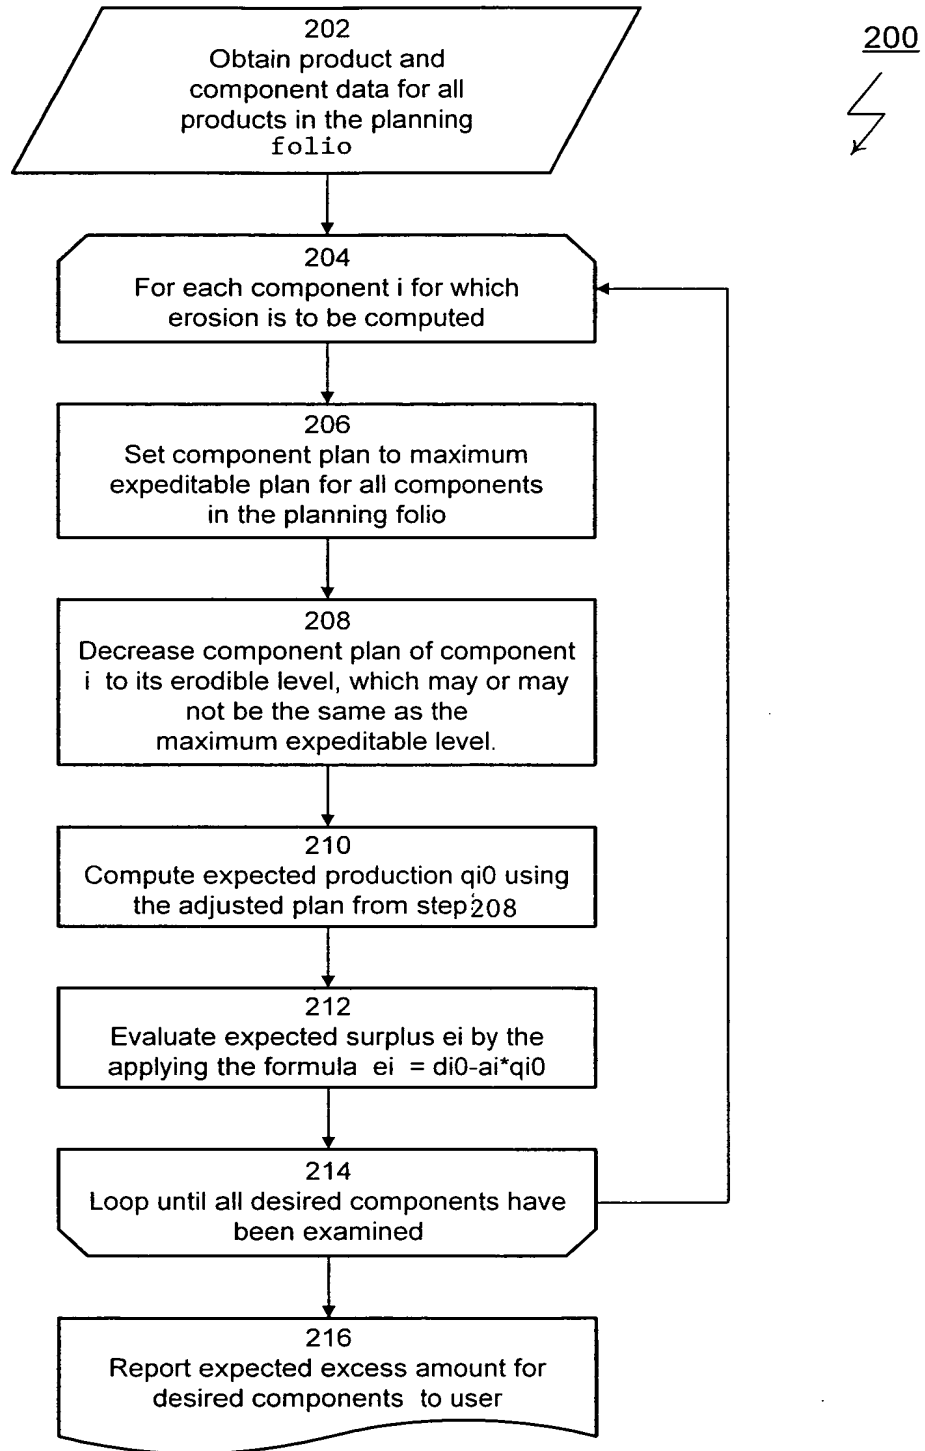 202
Obtain product and
component data for all
products in the planning
folio
200
204
For each component i for which
erosion is to be computed
206
Set component plan to maximum
expeditable plan for all components
in the planning folio
208
Decrease component plan of component
i to its erodible level, which may or may
not be the same as the
maximum expeditable level.
210
Compute expected production qi0 using
the adjusted plan from step 208
212
Evaluate expected surplus ei by the
applying the formula ei = di0-ai*qi0
214
Loop until all desired components have
been examined
216
Report expected excess amount for
desired components to user